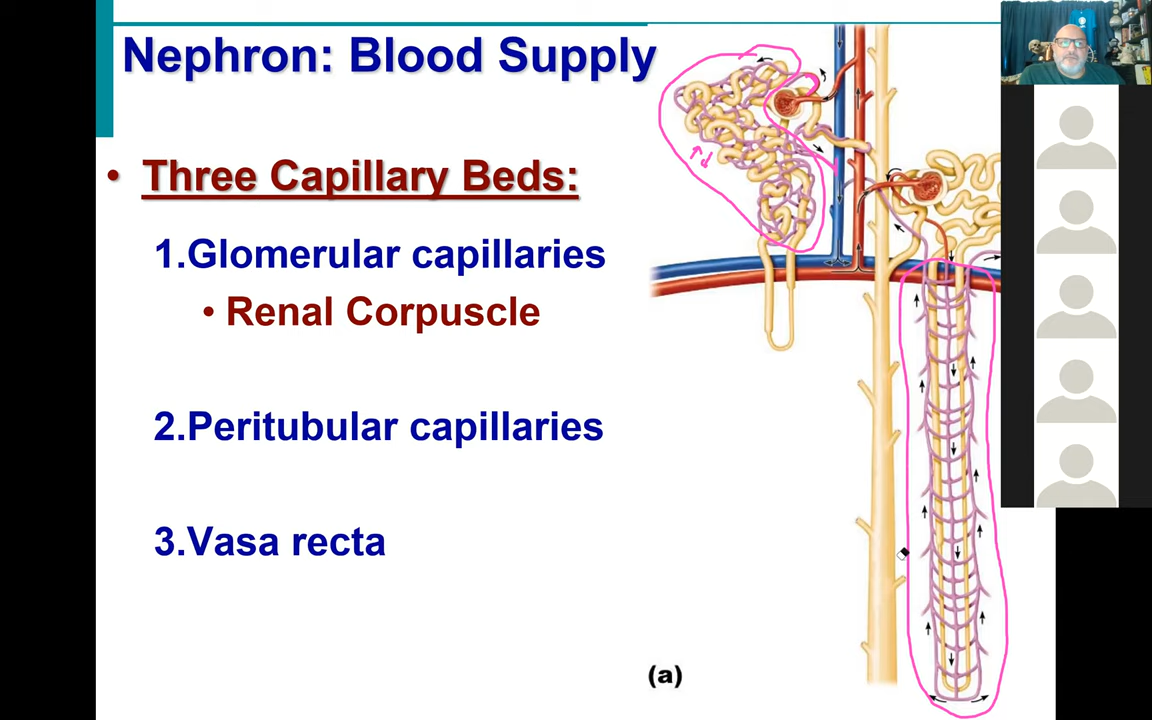 Nephron: Blood Supply
• Three Capillary Beds:
1.Glomerular capillaries
• Renal Corpuscle
2.Peritubular capillaries
3.Vasa recta
(a)